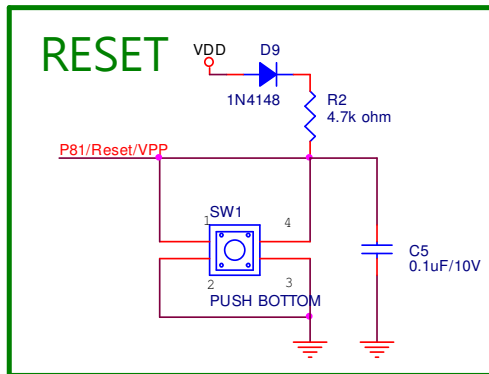 RESET
VDD
D9
1N4148
R2
4.7k ohm
P81/Reset/VPP
SW1
1
4
2
3
PUSH BOTTOM
C5
0.1uF/10V